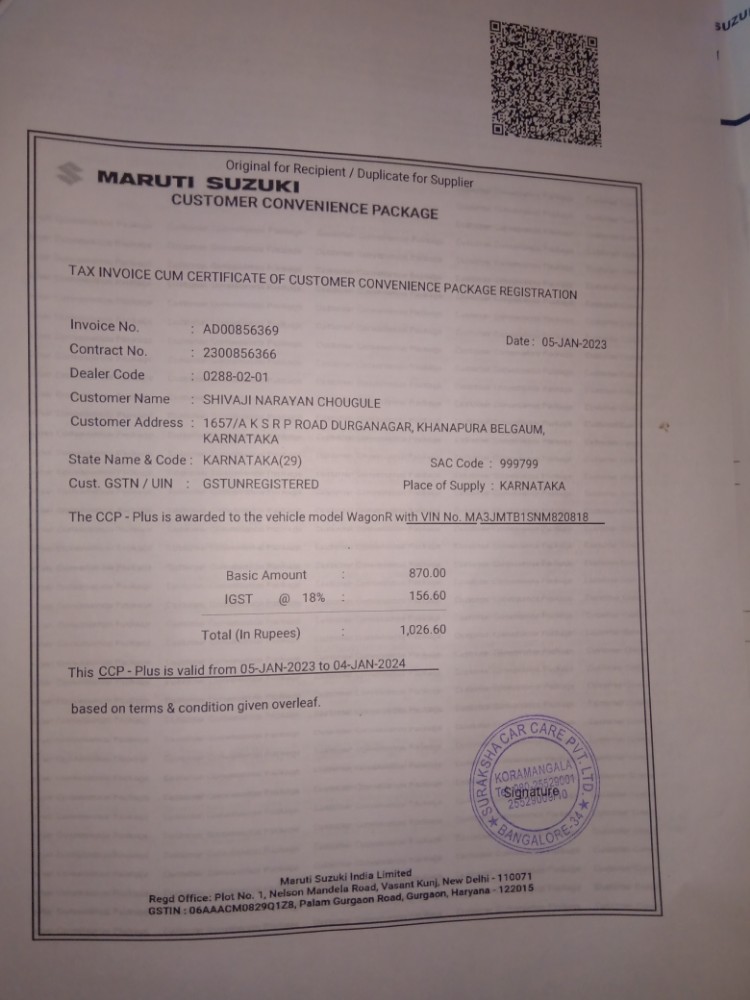 SUZU
Original for Recipient / Duplicate for Supplier
MARUTI SUZUKI
CUSTOMER CONVENIENCE PACKAGE
TAX INVOICE CUM CERTIFICATE OF CUSTOMER CONVENIENCE PACKAGE REGISTRATION
Invoice No. : AD00856369
Date : 05-JAN-2023
Contract No. : 2300856366
Dealer Code : 0288-02-01
Customer Name : SHIVAJI NARAYAN CHOUGULE
Customer Address : 1657/A K S R P ROAD DURGANAGAR, KHANAPURA BELGAUM,
KARNATAKA
State Name & Code : KARNATAKA(29) SAC Code : 999799
Cust. GSTN / UIN : GSTUNREGISTERED Place of Supply : KARNATAKA
The CCP - Plus is awarded to the vehicle model WagonR with VIN No. MA3JMTB1SNM820818
Basic Amount : 870.00
IGST @ 18% : 156.60
Total (In Rupees) : 1,026.60
This CCP - Plus is valid from 05-JAN-2023 to 04-JAN-2024
based on terms & condition given overleaf.
SURAKSHA CAR CARE PVT. LTD.
KORAMANGALA
Signature
BANGALORE-34
Maruti Suzuki India Limited
Regd Office: Plot No. 1, Nelson Mandela Road, Vasant Kunj, New Delhi - 110071
GSTIN : 06AAACM0829Q1Z8, Palam Gurgaon Road, Gurgaon, Haryana - 122015